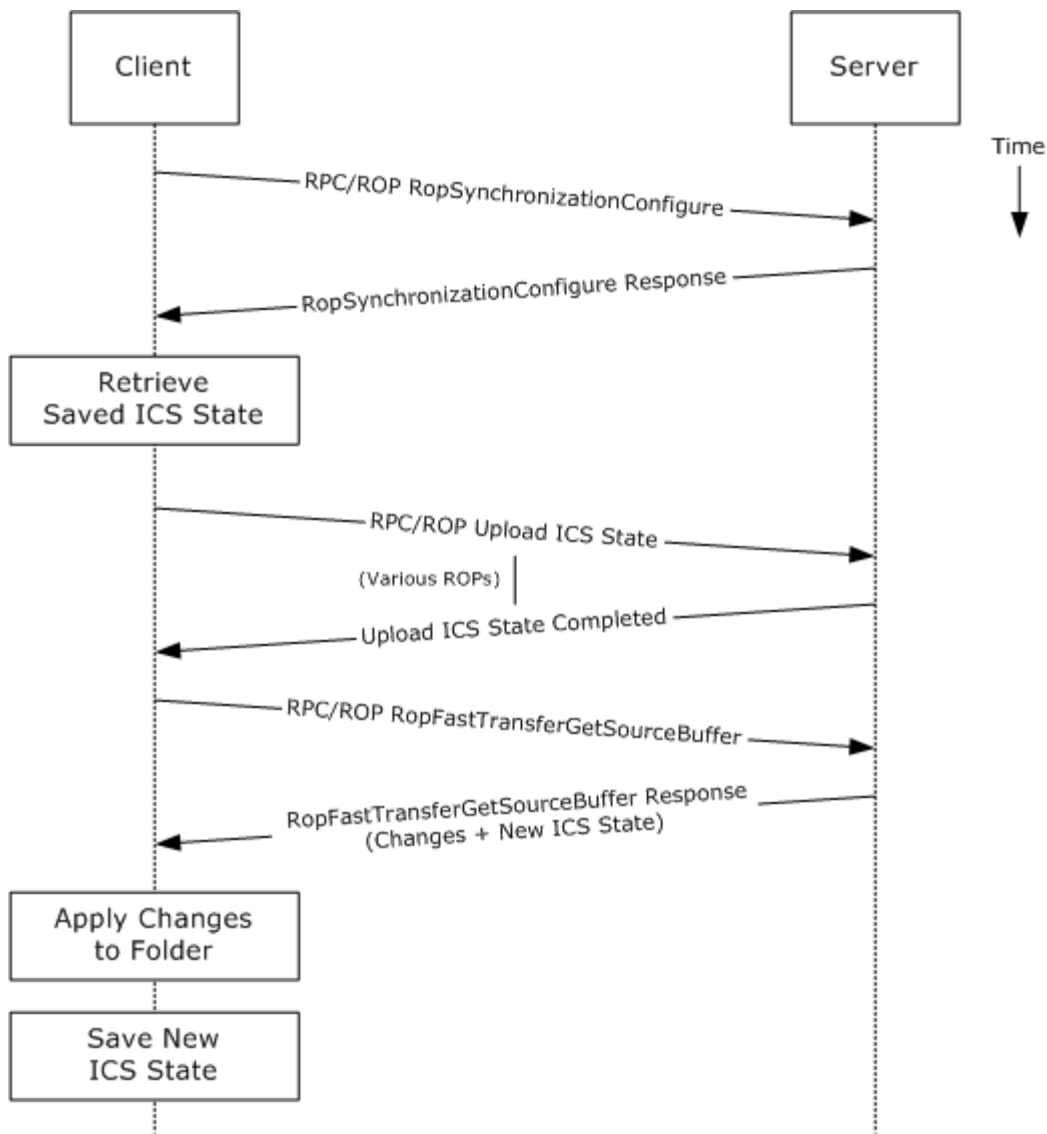 Client
Server
Time
RPC/ROP RopSynchronizationConfigure
RopSynchronizationConfigure Response
Retrieve
Saved ICS State
RPC/ROP Upload ICS State
(Various ROPs)
Upload ICS State Completed
RPC/ROP RopFastTransferGetSourceBuffer
RopFastTransferGetSourceBuffer Response
(Changes + New ICS State)
Apply Changes
to Folder
Save New
ICS State